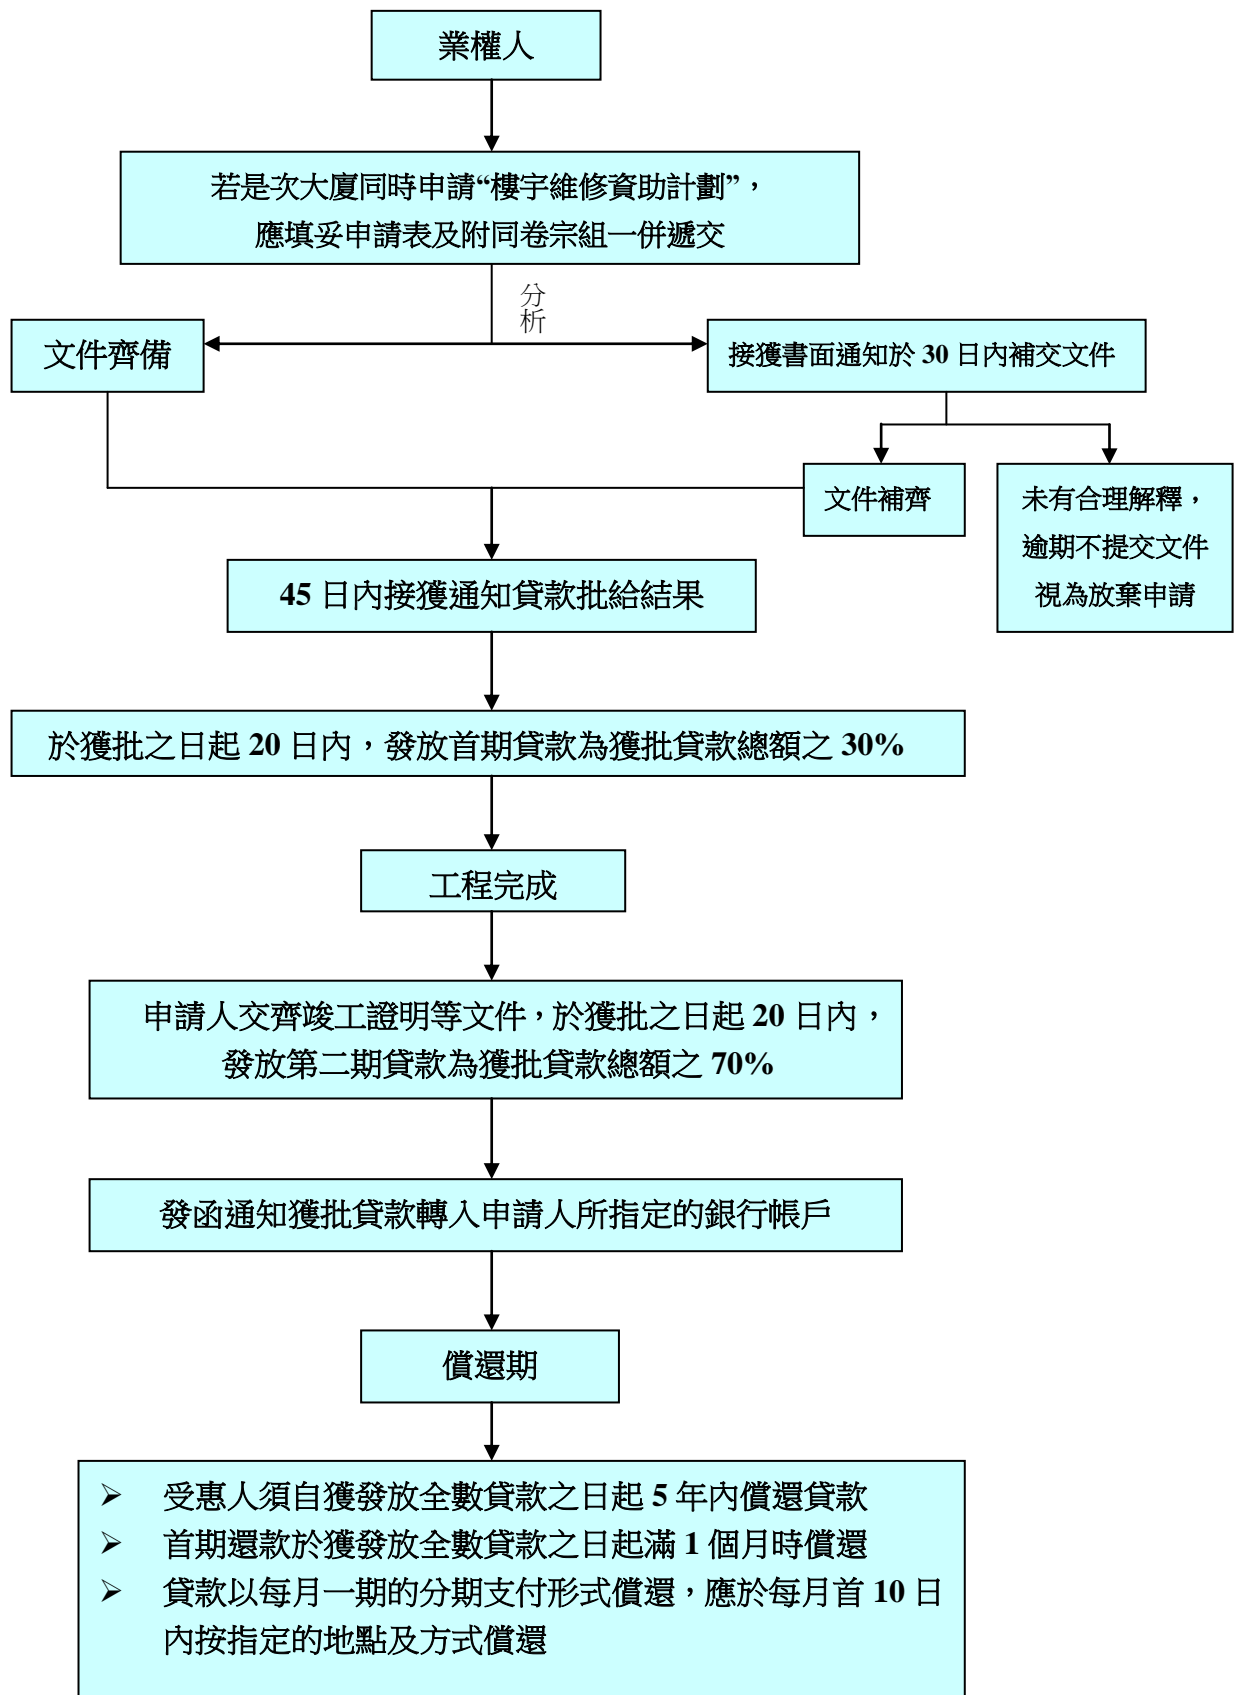 業權人
若是次大廈同時申請“樓宇維修資助計劃”，
應填妥申請表及附同卷宗組一併遞交
分析
文件齊備
接獲書面通知於 30 日內補交文件
文件補齊
未有合理解釋，
逾期不提交文件
視為放棄申請
45 日內接獲通知貸款批給結果
於獲批之日起 20 日內，發放首期貸款為獲批貸款總額之 30%
工程完成
申請人交齊竣工證明等文件，於獲批之日起 20 日內，
發放第二期貸款為獲批貸款總額之 70%
發函通知獲批貸款轉入申請人所指定的銀行帳戶
償還期
➢ 受惠人須自獲發放全數貸款之日起 5 年內償還貸款
➢ 首期還款於獲發放全數貸款之日起滿 1 個月時償還
➢ 貸款以每月一期的分期支付形式償還，應於每月首 10 日
內按指定的地點及方式償還